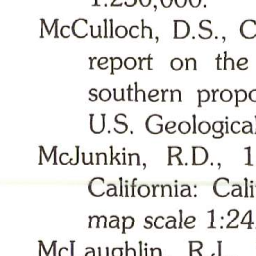 1:250,000.
McCulloch, D.S., C
report on the
southern propo
U.S. Geological
McJunkin, R.D., 1
California: Cali
map scale 1:24
McLaughlin, R.J.,